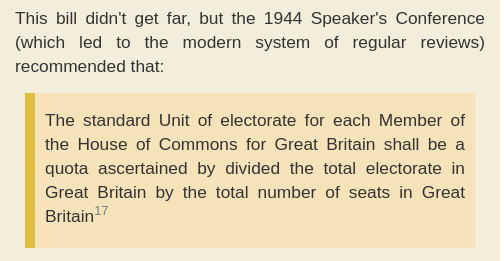 This bill didn't get far, but the 1944 Speaker's Conference
(which led to the modern system of regular reviews)
recommended that:
The standard Unit of electorate for each Member of
the House of Commons for Great Britain shall be a
quota ascertained by divided the total electorate in
Great Britain by the total number of seats in Great
Britain17